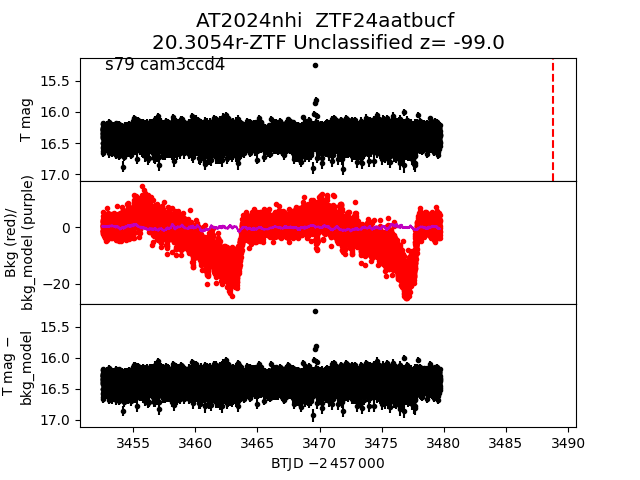 AT2024nhi  ZTF24aatbucf
20.3054r-ZTF Unclassified z= -99.0
s79 cam3ccd4
15.5
16.0
16.5
17.0
T mag
0
−20
Bkg (red)/
bkg_model (purple)
15.5
16.0
16.5
17.0
T mag −
bkg_model
3455 3460 3465 3470 3475 3480 3485 3490
BTJD −2 457 000